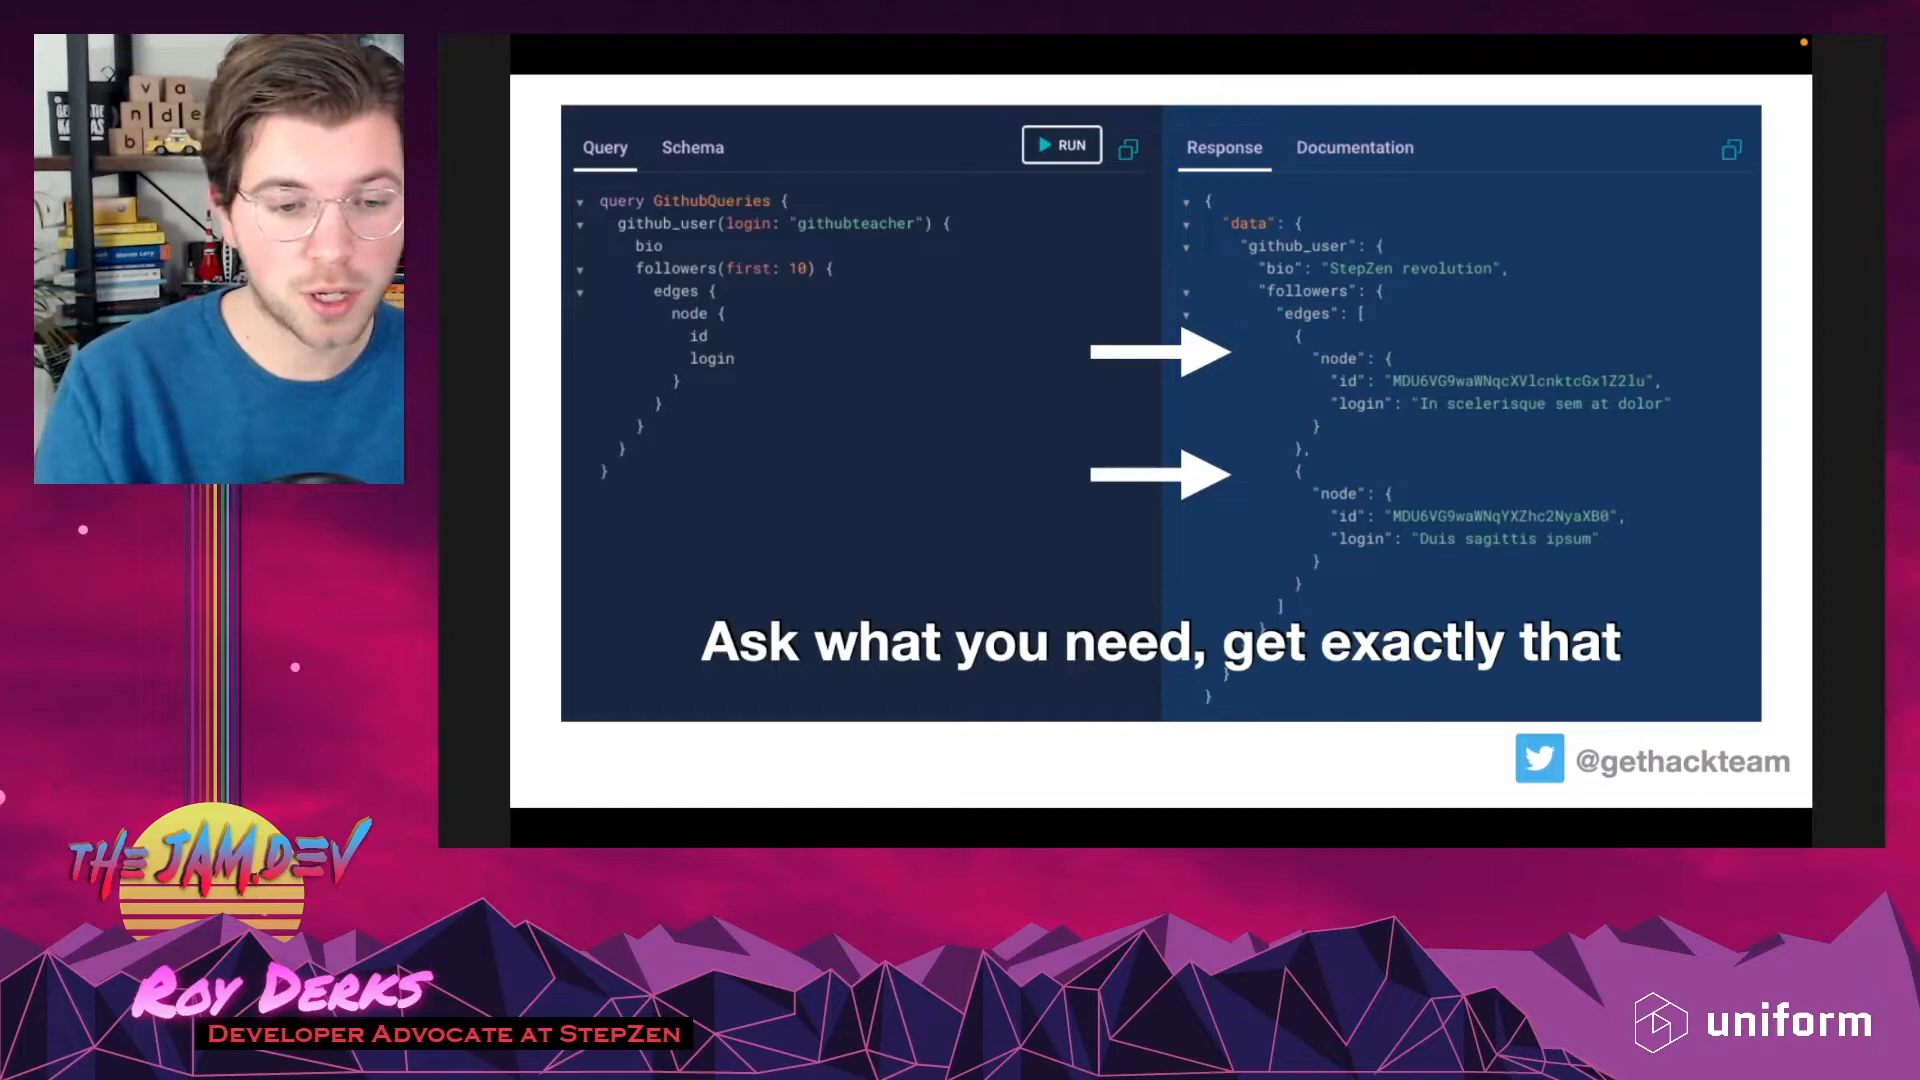 v a
n d e
b
Query
Schema
RUN
query GithubQueries {
github_user(login: "githubteacher") {
bio
followers(first: 10) {
edges {
node {
id
login
}
}
}
}
}
Response
Documentation
{
"data": {
"github_user": {
"bio": "StepZen revolution",
"followers": {
"edges": [
{
"node": {
"id": "MDU6VG9waWNqcXVlcnktcGx1Z2lu",
"login": "In scelerisque sem at dolor"
}
},
{
"node": {
"id": "MDU6VG9waWNqYXZhc2NyaXB0",
"login": "Duis sagittis ipsum"
}
}
]
}
}
}
Ask what you need, get exactly that
@gethackteam
THE JAM.DEV
Roy Derks
Developer Advocate at StepZen
uniform